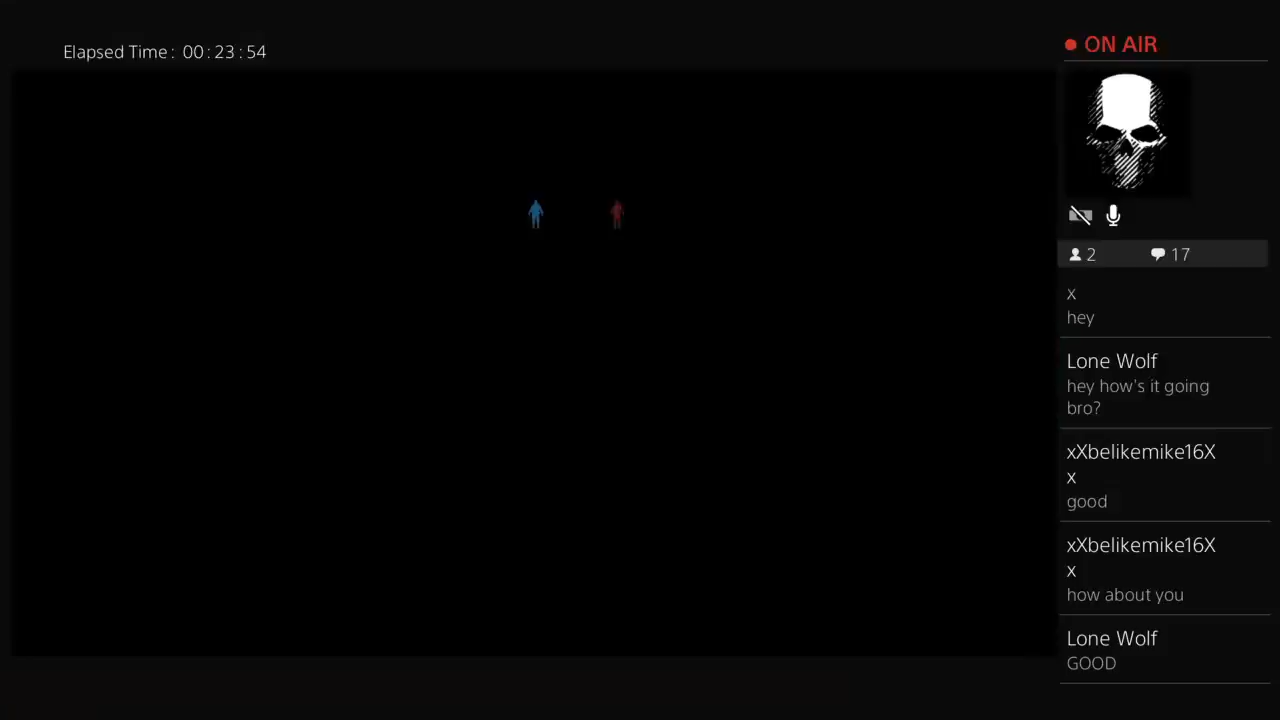 Elapsed Time: 00:23:54
ON AIR
2 17
x
hey
Lone Wolf
hey how's it going
bro?
xXbelikemike16X
x
good
xXbelikemike16X
x
how about you
Lone Wolf
GOOD